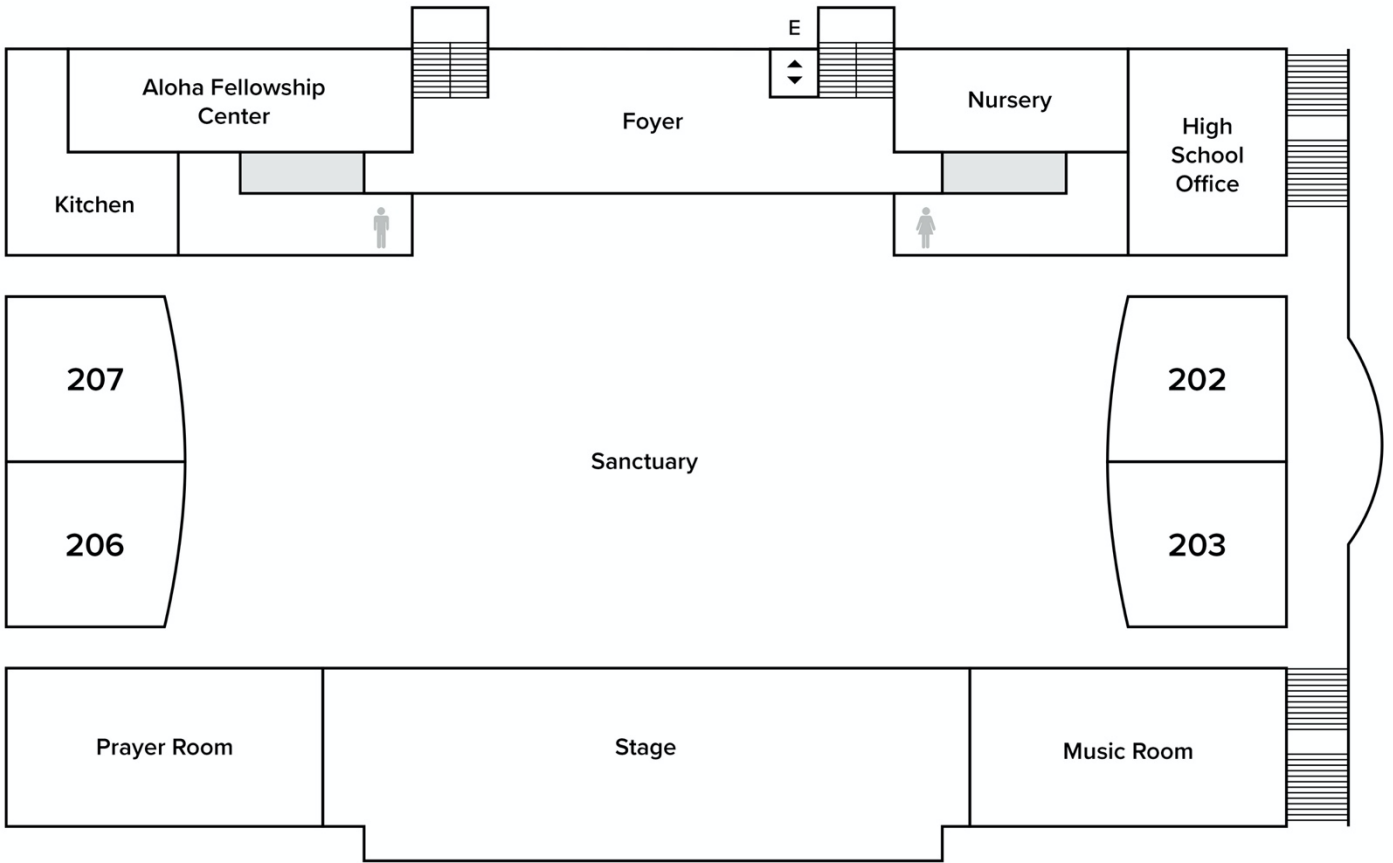 E
Aloha Fellowship
Center
Foyer
Nursery
High
School
Office
Kitchen
207
202
Sanctuary
206
203
Prayer Room
Stage
Music Room